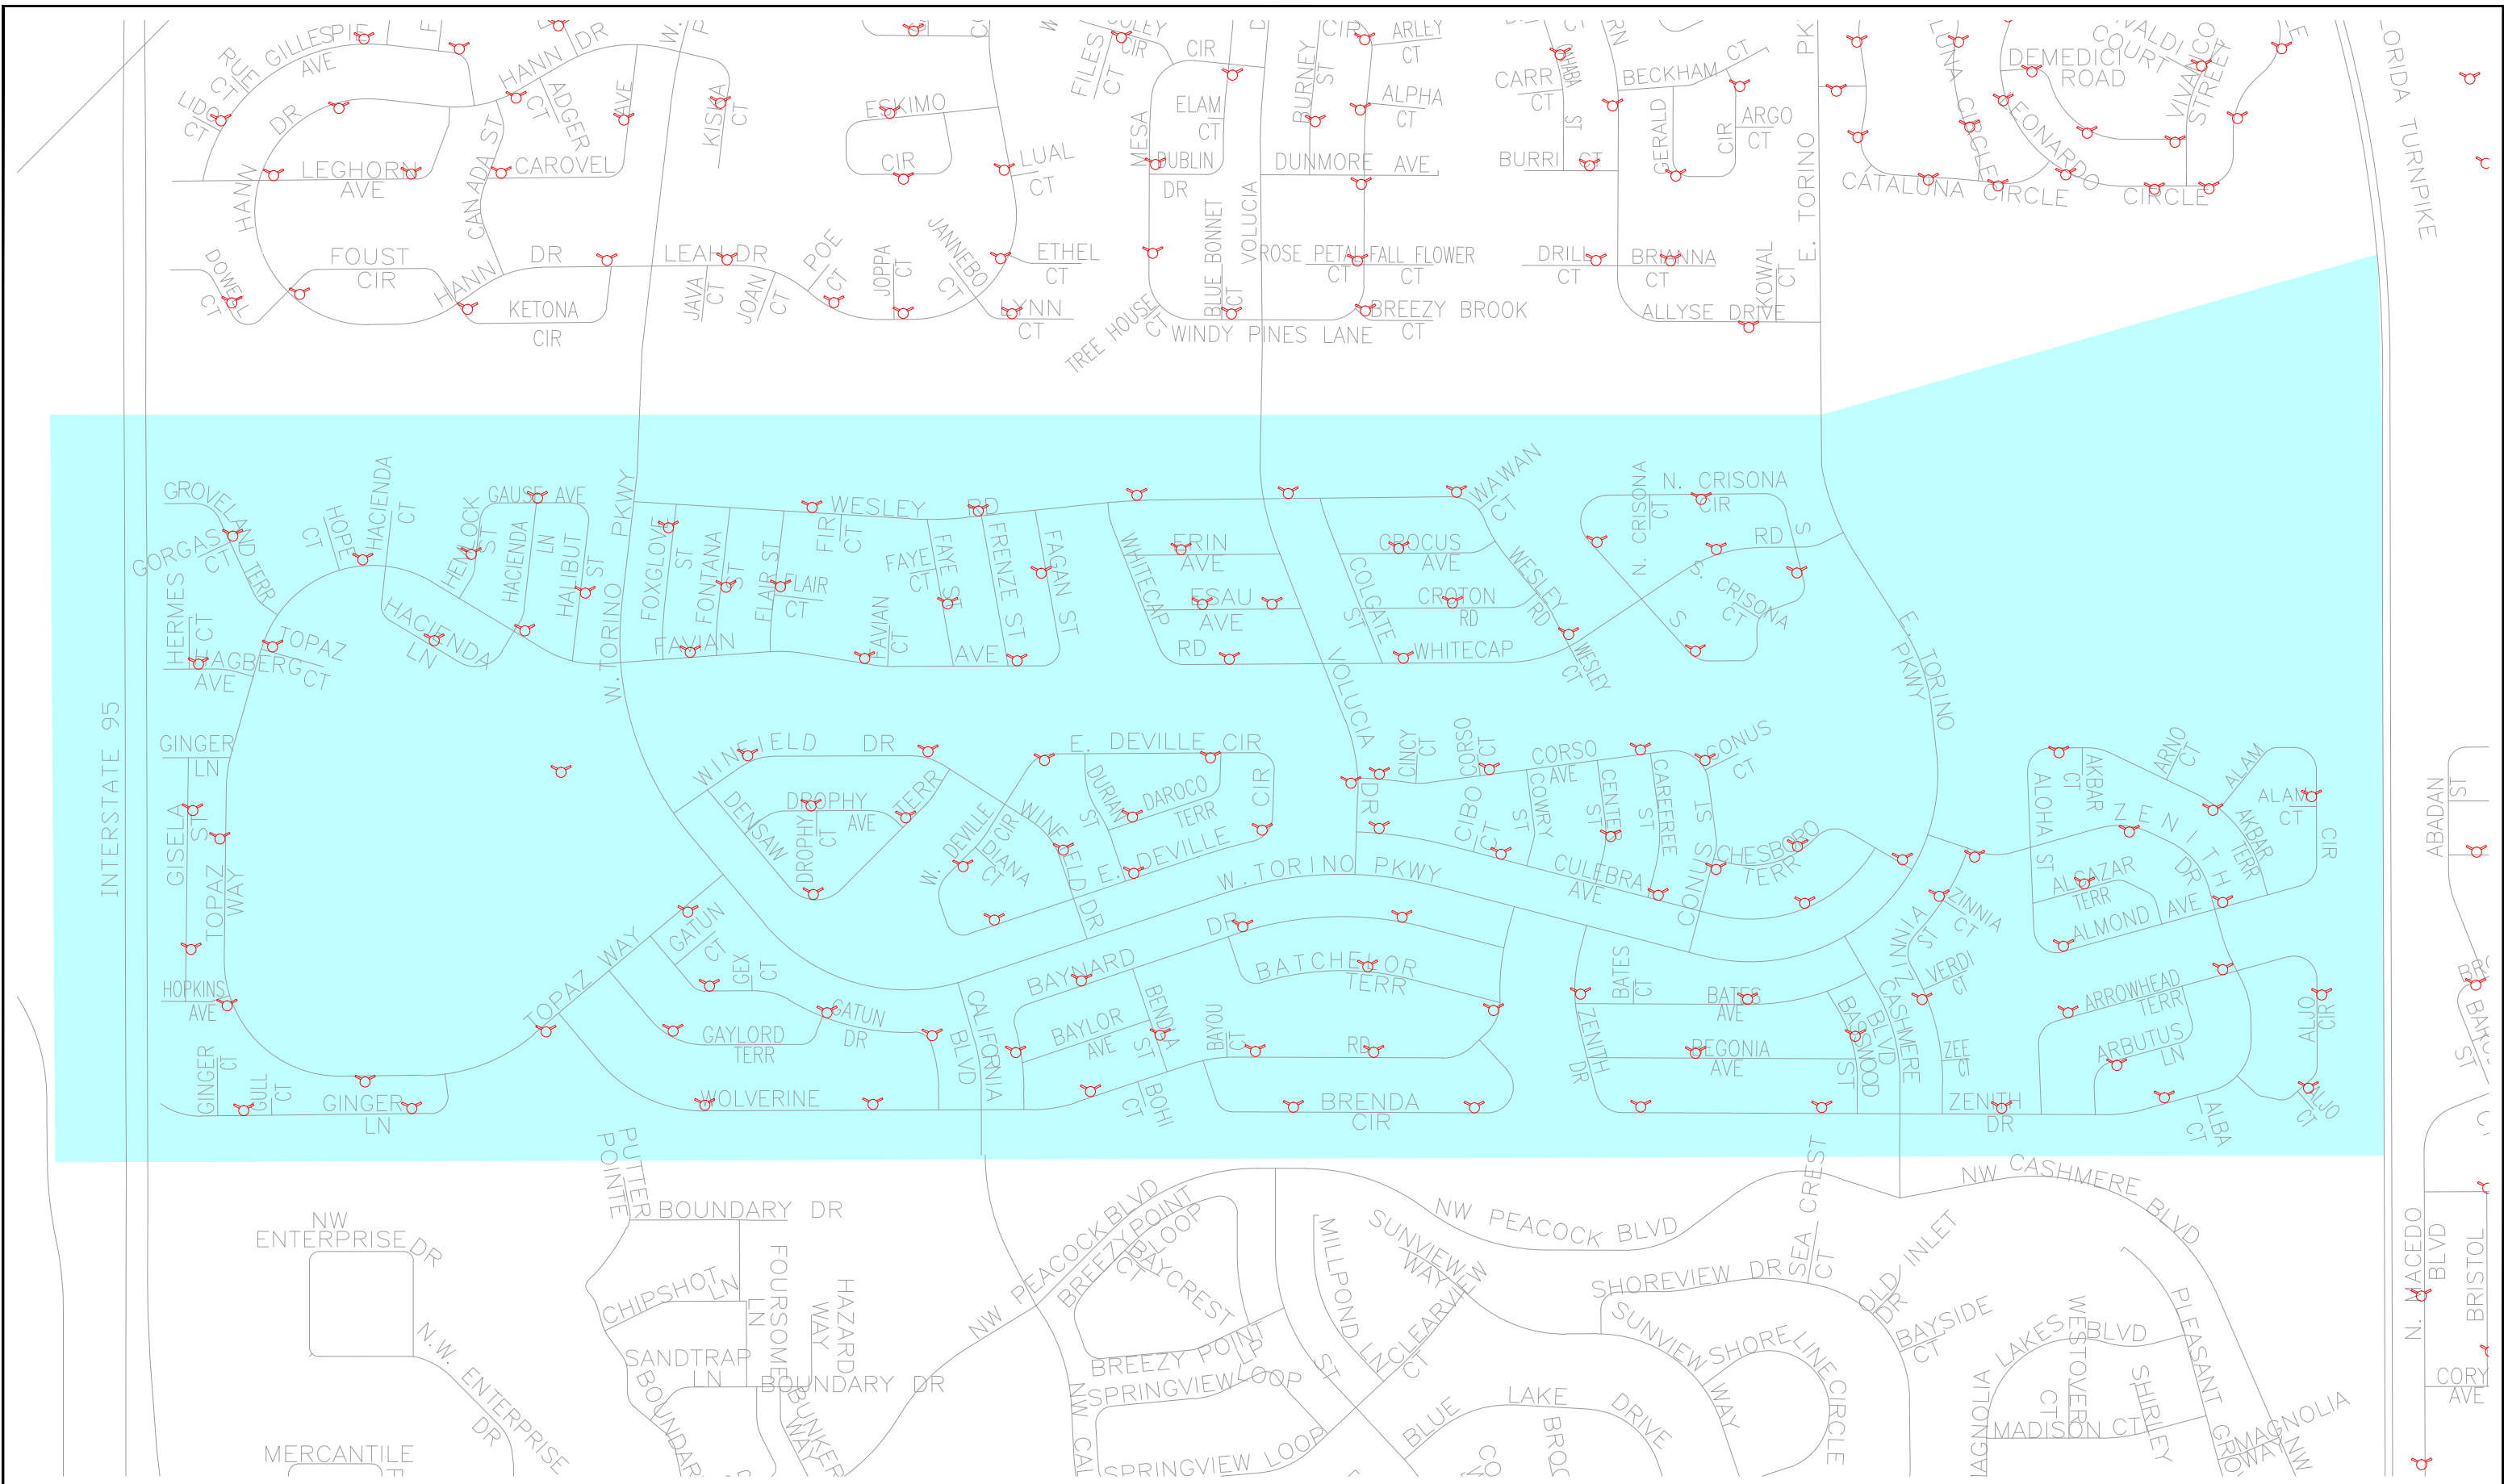 RUE
CT
GILLESPIE
AVE
LIDO
CT
HANN
DR
HANN DR
ADGER
CT
AVE
W.
KISKA
CT
ESKIMO
CIR
LUAL
CT
FILES
CT
CIR
CIR
MESA
DR
ELAM
CT
DUBLIN
BURNEY
ST
CIR
ARLEY
CT
ALPHA
CT
DUNMORE AVE
CARR
CT
ST
BURRI CT
BECKHAM CT
GERALD
CIR
ARGO
CT
E. TORINO PK
LUNA CIRCLE
DEMEDICI
ROAD
VALDI
COURT
VIVALICO
STREET
LEONARDO
CIRCLE
CATALUNA CIRCLE
LORIDA TURNPIKE
LEGHORN
AVE
CANADA ST
CAROVEL
HANN
DOWELL
CT
FOUST
CIR
HANN
DR
KETONA
CIR
LEAH DR
JAVA
CT
JOAN
CT
POE
CT
JOPPA
CT
JANNEBO
CT
ETHEL
CT
LYNN
CT
TREE HOUSE
CT
BLUE BONNET
CT
VOLUCIA
ROSE PETAL
CT
FALL FLOWER
CT
BREEZY BROOK
CT
WINDY PINES LANE
DRILL
CT
BRIANNA
CT
KOWAL
CT
ALLYSE DRIVE
GROVELAND TERR
GORGAS
CT
HOPE
CT
HACIENDA
CT
HEMLOCK
ST
GAUSE AVE
HACIENDA
LN
HALIBUT
ST
HERMES
CT
HAGBERG
AVE
TOPAZ
CT
HACIENDA
LN
W. TORINO PKWY
WESLEY RD
FOXGLOVE
ST
FONTANA
ST
FLAIR ST
FLAIR
CT
FIR
CT
FAYE
CT
FAYE ST
FRENZE ST
FAGAN ST
FAVIAN
CT
FAVIAN AVE
WHITECAP
RD
ERIN
AVE
ESAU
AVE
CROCUS
AVE
CROTON
RD
COLGATE
ST
WHITECAP
WAWAN
CT
WESLEY
RD
WESLEY
CT
N. CRISONA
CT
N. CRISONA
CIR
RD
S
S. CRISONA
CT
S
E. TORINO
PKWY
VOLUCIA
DR
INTERSTATE 95
GINGER
LN
GISELA
ST
TOPAZ
WAY
HOPKINS
AVE
GINGER
CT
GULL
CT
GINGER
LN
WINFIELD DR
DENSAW
TERR
DROPHY
AVE
DROPHY
CT
W. DEVILLE
CIR
DIANA
CT
WINFIELD DR
E. DEVILLE CIR
DURIAN
ST
DAROCO
TERR
E. DEVILLE
CIR
W. TORINO PKWY
CINCY
CT
CORSO
CT
CORSO
AVE
CIBO
CT
COWRY
ST
CENTER
ST
CAREFREE
ST
CONUS
CT
CONUS ST
CULEBRA
AVE
CHESBORO
TERR
TOPAZ WAY
GATUN
CT
GEX
CT
GATUN
DR
GAYLORD
TERR
WOLVERINE
CALIFORNIA
BLVD
BAYNARD DR
BAYLOR
AVE
BENDIA
ST
BOHI
CT
BAYOU
CT
RD
BATCHELOR
TERR
BRENDA
CIR
BATES
CT
BATES
AVE
BEGONIA
AVE
ZENITH
DR
BASSWOOD
ST
CASHMERE
BLVD
ZINNIA
ST
ZINNIA
CT
VERDI
CT
ZEE
CT
ZENITH
DR
ALOHA ST
AKBAR
CT
ARNO
CT
ALAM
ALAM
CT
CIR
ZENITH
DR
AKBAR
TERR
ALCAZAR
TERR
ALMOND AVE
ARROWHEAD
TERR
ARBUTUS
LN
ALJO
CIR
ALJO
CT
ALBA
CT
ABADAN
ST
ST
PUTTER
POINTE
BOUNDARY DR
NW
ENTERPRISE DR
N.W. ENTERPRISE
DR
MERCANTILE
CHIPSHOT
LN
FOURSOME
LN
HAZARD
WAY
SANDTRAP
LN
BOUNDARY DR
BUNKER
WAY
NW PEACOCK BLVD
BREEZY POINT
LOOP
BAYCREST
CT
BREEZY POINT
LP
SPRINGVIEW LOOP
SPRINGVIEW LOOP
NW
MILLPOND
LN
CLEARVIEW
CT
ST
SUNVIEW
WAY
NW PEACOCK BLVD
SHOREVIEW DR
SEA CREST
CT
OLD INLET
DR
BAYSIDE
CT
SUNVIEW
WAY
SHORE LINE
CIRCLE
BLUE LAKE DRIVE
NW CASHMERE BLVD
LAKES BLVD
WESTOVER
CT
MADISON CT
SHIRLEY
PLEASANT
MAGNOLIA
NW
N. MACEDO
BLVD
BRISTOL
CORY
AVE